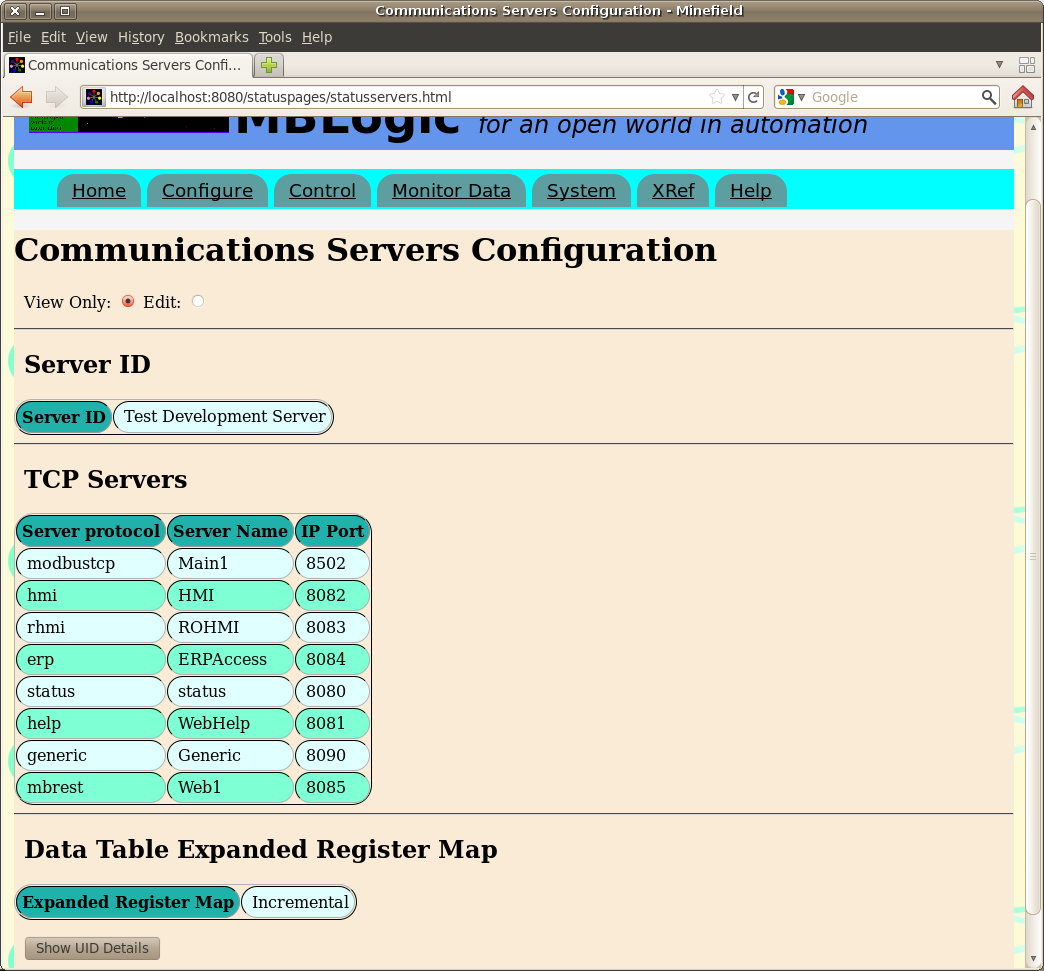 Communications Servers Configuration - Minefield
File Edit View History Bookmarks Tools Help
Communications Servers Confi...
http://localhost:8080/statuspages/statusservers.html Google
MBLogic for an open world in automation
Home Configure Control Monitor Data System XRef Help
Communications Servers Configuration
View Only: Edit:
Server ID
Server ID Test Development Server
TCP Servers
Server protocol Server Name IP Port
modbustcp Main1 8502
hmi HMI 8082
rhmi ROHMI 8083
erp ERPAccess 8084
status status 8080
help WebHelp 8081
generic Generic 8090
mbrest Web1 8085
Data Table Expanded Register Map
Expanded Register Map Incremental
Show UID Details